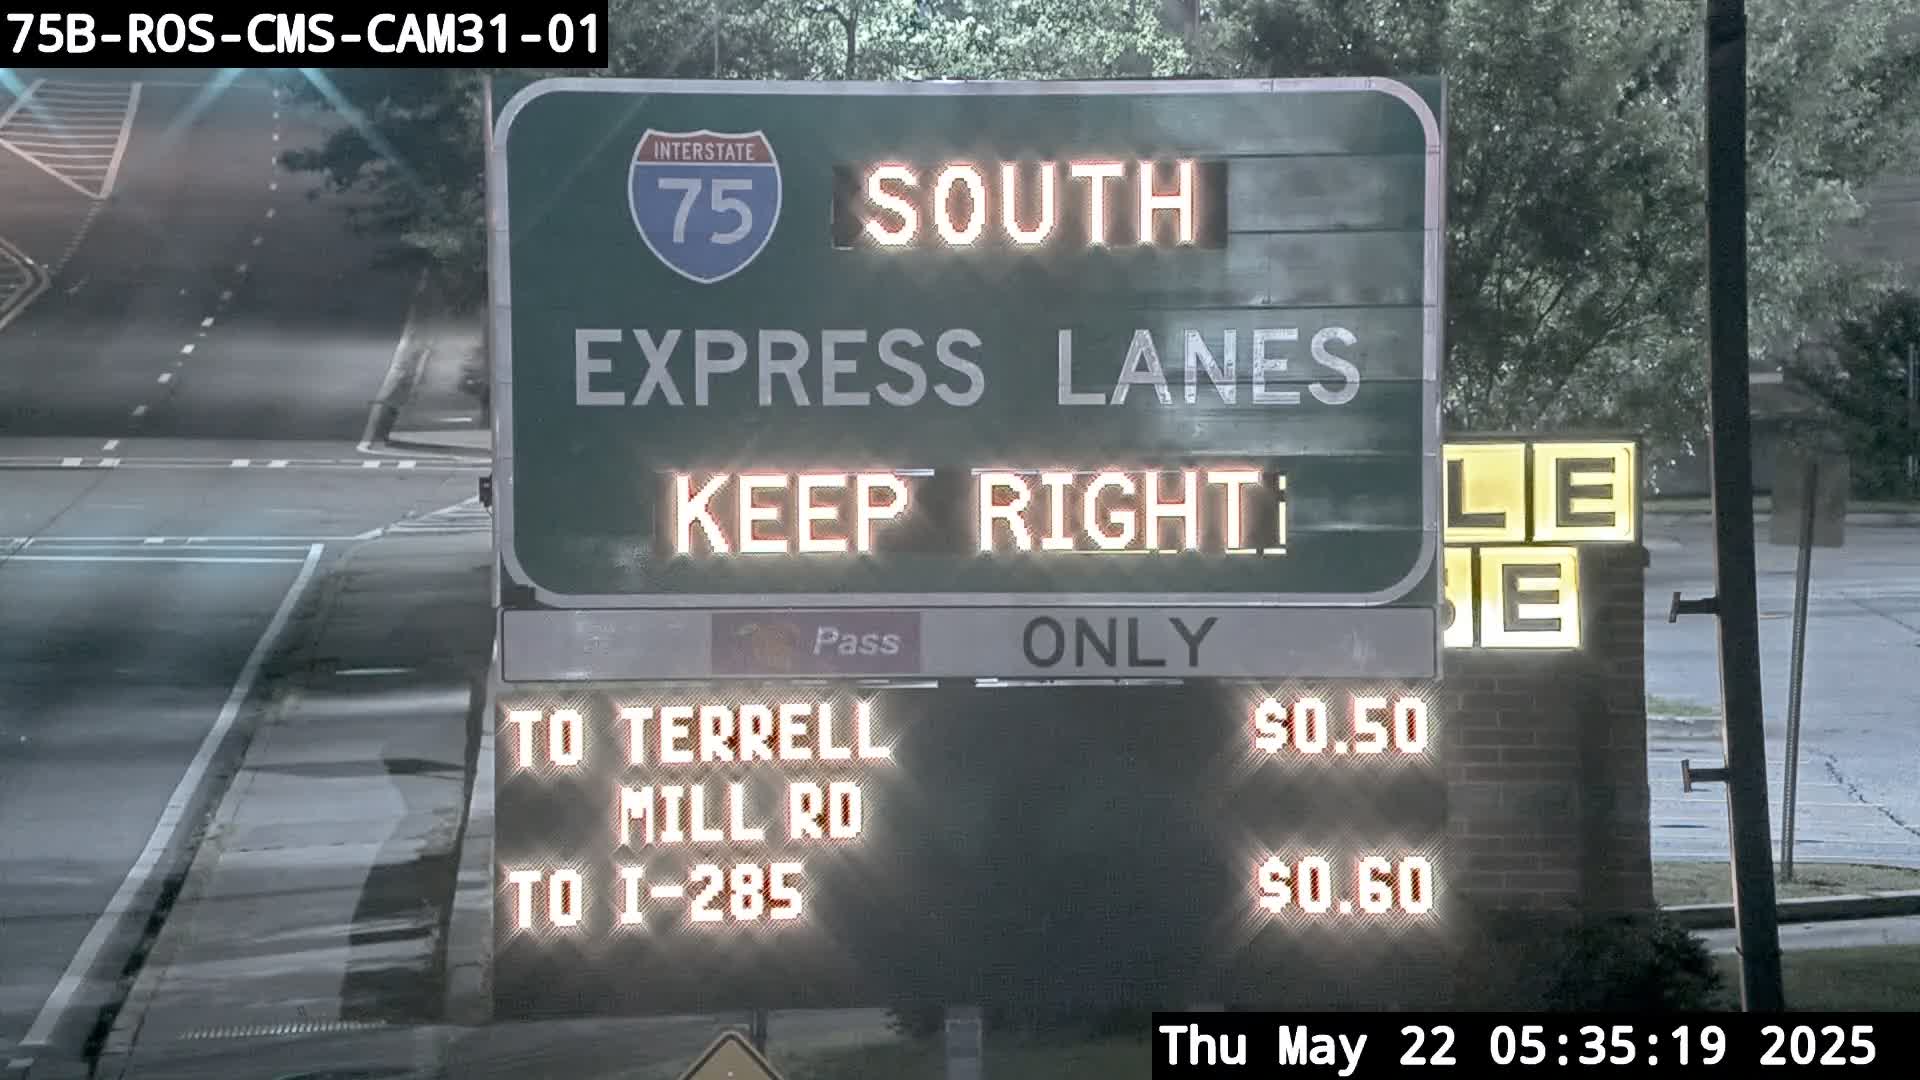 75B-ROS-CMS-CAM31-01
INTERSTATE
75
SOUTH
EXPRESS LANES
KEEP RIGHT
Pass ONLY
TO TERRELL $0.50
MILL RD
TO I-285 $0.60
LE
E
Thu May 22 05:35:19 2025